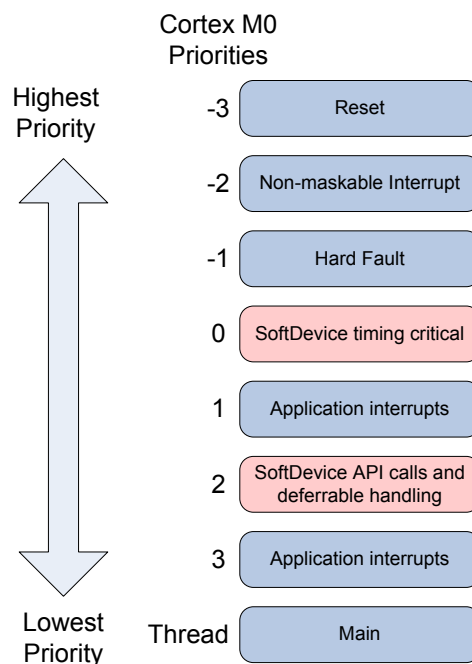 Cortex M0
Priorities
Highest
Priority
-3
Reset
-2
Non-maskable Interrupt
-1
Hard Fault
0
SoftDevice timing critical
1
Application interrupts
2
SoftDevice API calls and
deferrable handling
3
Application interrupts
Lowest
Priority
Thread
Main